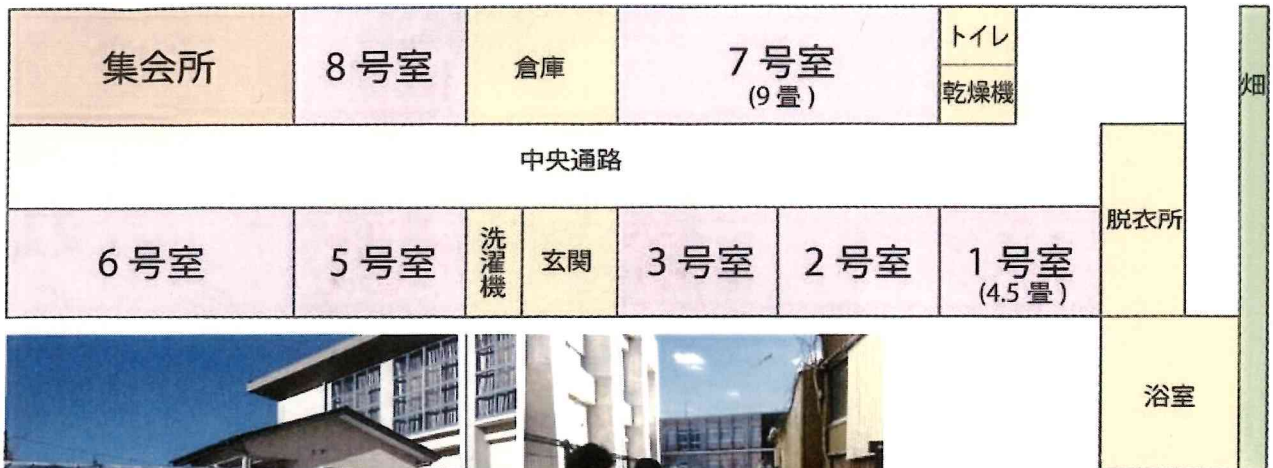 集会所
8号室
倉庫
7号室
(9畳)
トイレ
乾燥機
畑
中央通路
脱衣所
6号室
5号室
洗濯機
玄関
3号室
2号室
1号室
(4.5畳)
浴室